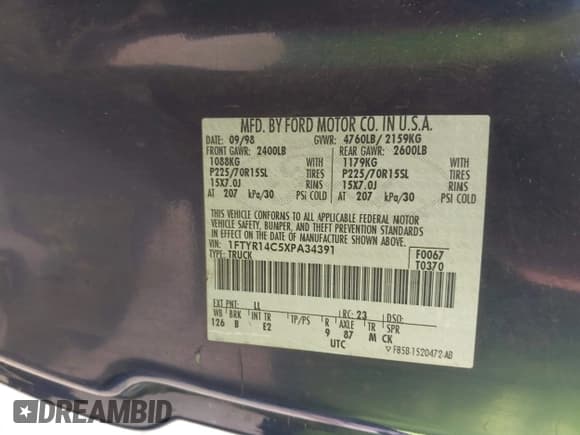 MFD. BY FORD MOTOR CO. IN U.S.A.
DATE: 09/98 GVWR: 4760LB/ 2159KG
FRONT GAWR: 2400LB REAR GAWR: 2600LB
1088KG WITH 1179KG WITH
P225/70R15SL TIRES P225/70R15SL TIRES
15X7.0J RIMS 15X7.0J RIMS
AT 207 kPa/30 PSI COLD AT 207 kPa/30 PSI COLD
THIS VEHICLE CONFORMS TO ALL APPLICABLE FEDERAL MOTOR
VEHICLE SAFETY, BUMPER, AND THEFT PREVENTION STANDARDS
IN EFFECT ON THE DATE OF MANUFACTURE SHOWN ABOVE.
VIN: 1FTYR14C5XPA34391 F0067
TYPE: TRUCK T0370
EXT PNT: LL RC: 23 DSO:
WB BRK INT TR TP/PS R AXLE TR SPR
126 B E2 9 87 M CK
UTC F85B-1520472-AB
DREAMBID